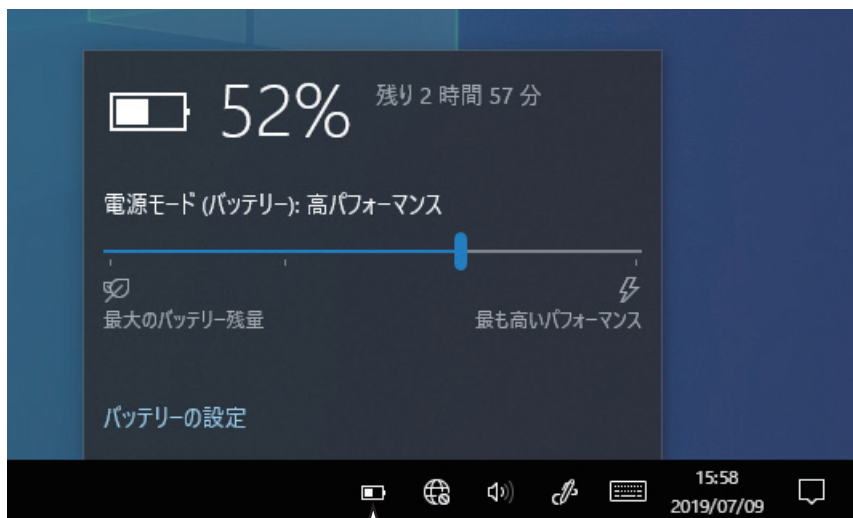 52%
残り 2 時間 57 分
電源モード (バッテリー): 高パフォーマンス
最大のバッテリー残量
最も高いパフォーマンス
バッテリーの設定
15:58
2019/07/09